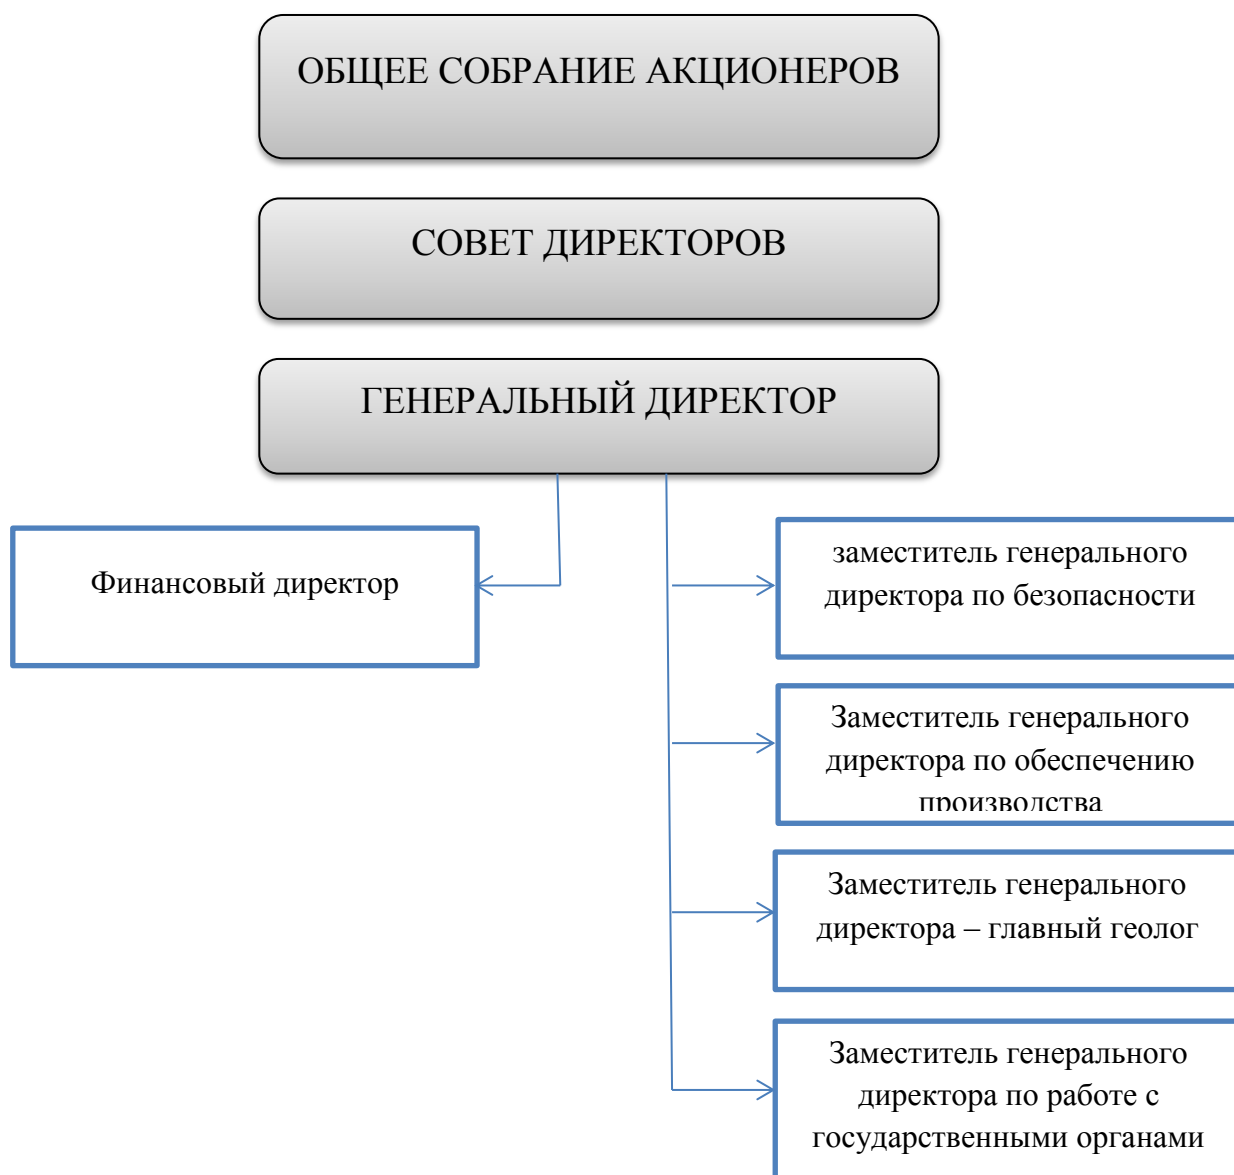 ОБЩЕЕ СОБРАНИЕ АКЦИОНЕРОВ
СОВЕТ ДИРЕКТОРОВ
ГЕНЕРАЛЬНЫЙ ДИРЕКТОР
Финансовый директор
заместитель генерального
директора по безопасности
Заместитель генерального
директора по обеспечению
производства
Заместитель генерального
директора – главный геолог
Заместитель генерального
директора по работе с
государственными органами